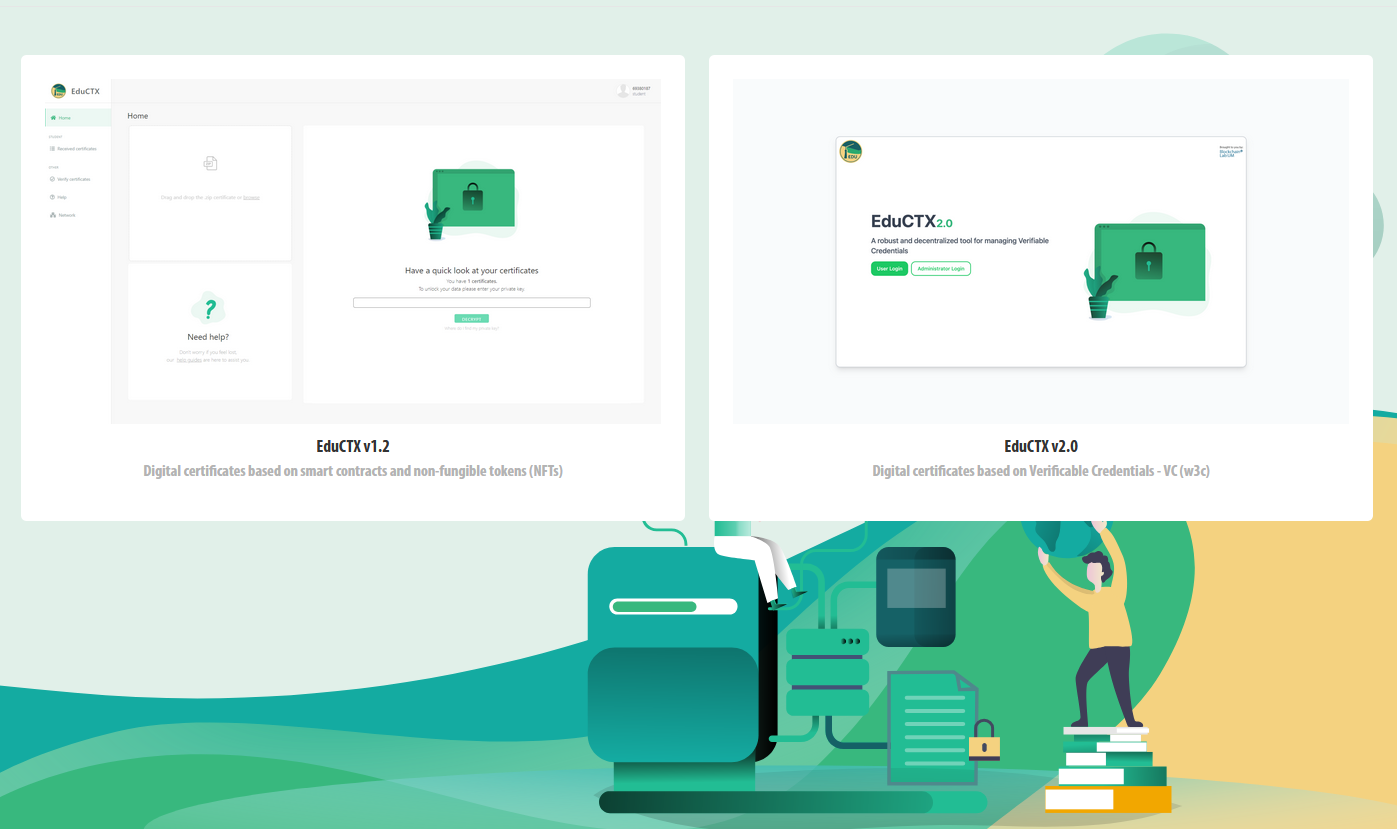 EduCTX
Home
Student
Received certificates
Other
Verify certificates
Help
Network
student
Home
Drag and drop the .zip certificate or browse
Need help?
Don't worry if you feel lost,
our help guides are here to assist you.
Have a quick look at your certificates
You have 1 certificates.
To unlock your data please enter your private key
Where do I find my private key?
EduCTX v1.2
Digital certificates based on smart contracts and non-fungible tokens (NFTs)
EDU
Brought to you by
Blockchain
Lab:UM
EduCTX2.0
A robust and decentralized tool for managing Verifiable
Credentials
User Login
Administrator Login
EduCTX v2.0
Digital certificates based on Verificable Credentials - VC (w3c)